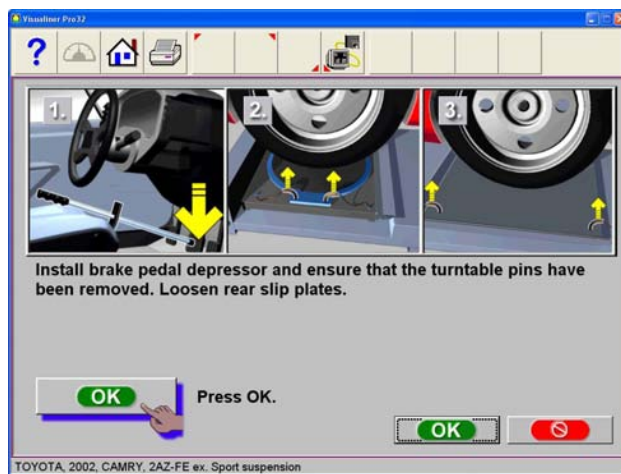 Visualiner Pro32
?
1.
2.
3.
Install brake pedal depressor and ensure that the turntable pins have
been removed. Loosen rear slip plates.
OK
Press OK.
OK
TOYOTA, 2002, CAMRY, 2AZ-FE ex. Sport suspension